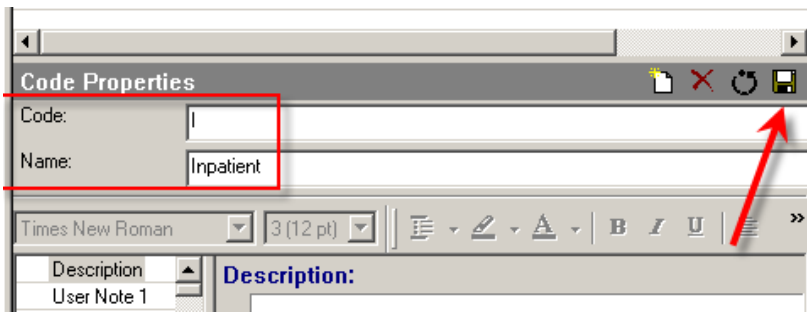 Code Properties
Code: I
Name: Inpatient
Times New Roman 3 (12 pt) B I U »
Description Description:
User Note 1